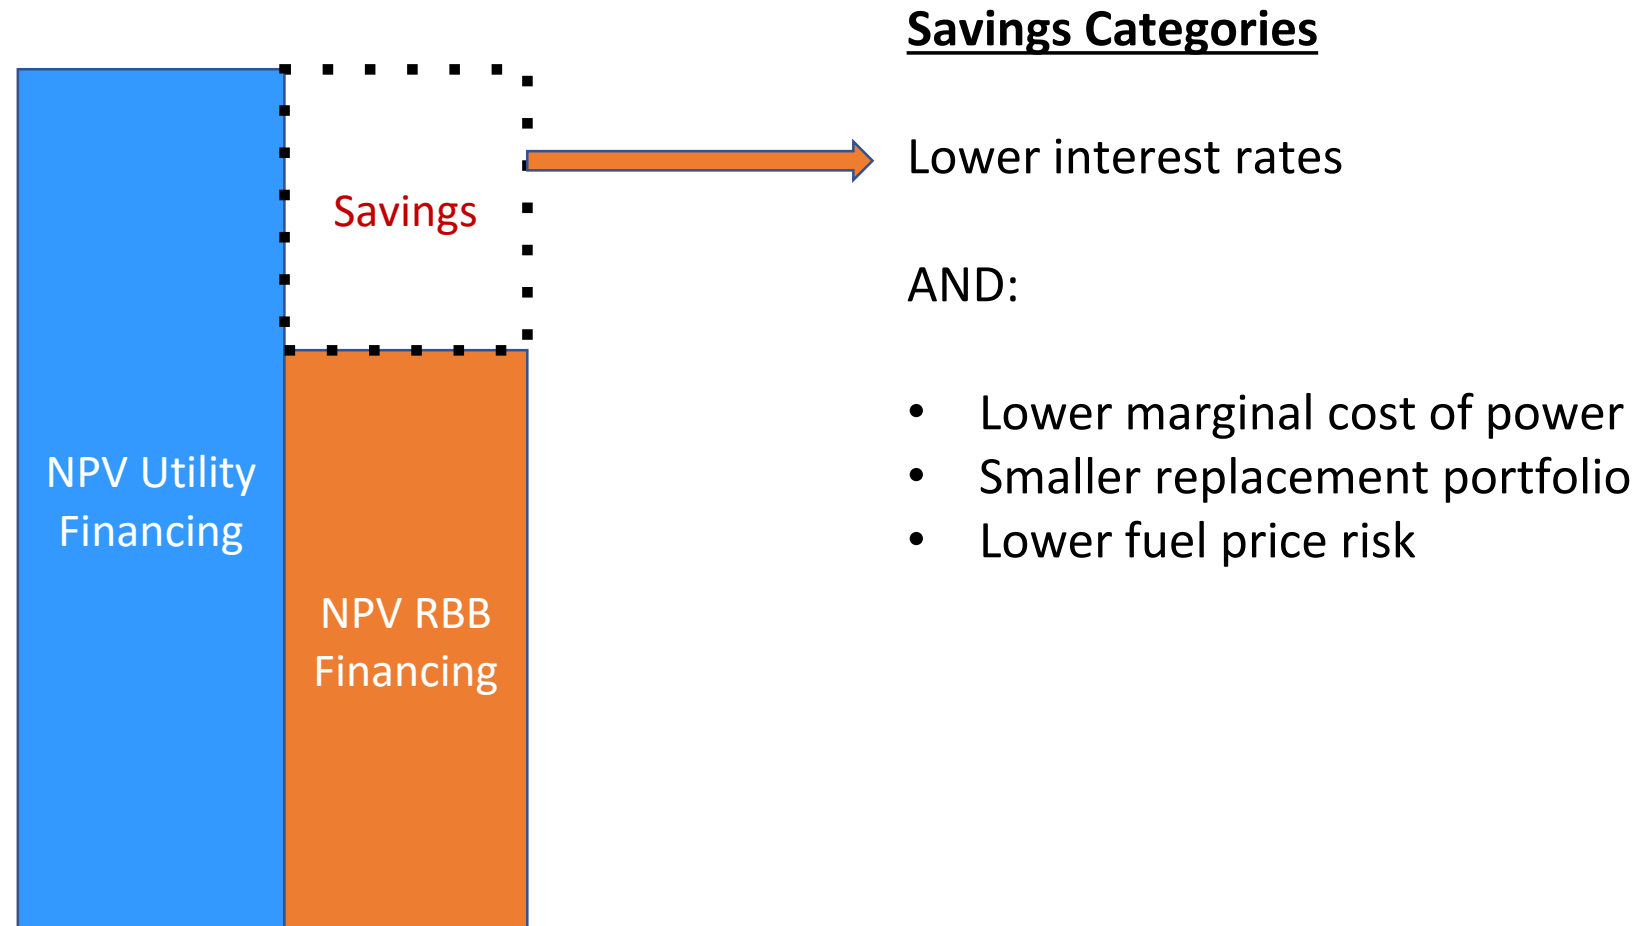 Savings Categories
Savings
Lower interest rates
AND:
• Lower marginal cost of power
• Smaller replacement portfolio
• Lower fuel price risk
NPV Utility
Financing
NPV RBB
Financing